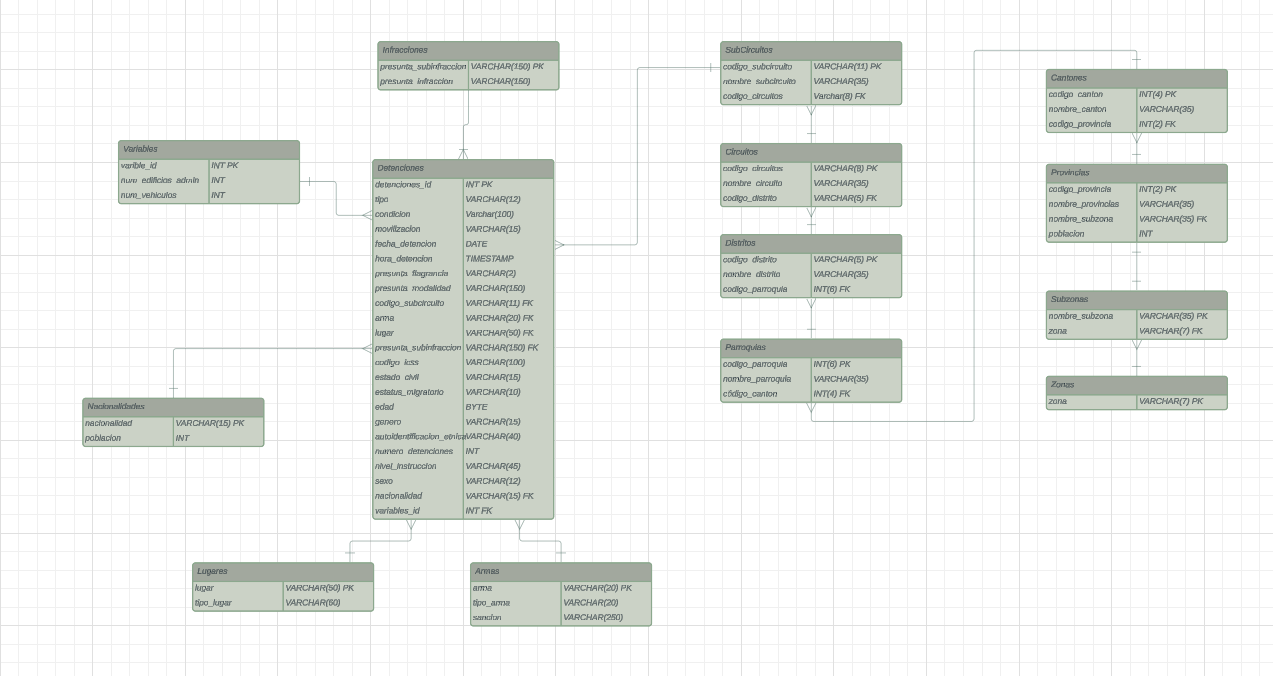 Infracciones
presunta_subinfraccion VARCHAR(150) PK
presunta_infraccion VARCHAR(150)
SubCircuitos
codigo_subcircuito VARCHAR(11) PK
nombre_subcircuito VARCHAR(35)
codigo_circuitos Varchar(8) FK
Cantones
codigo_canton INT(4) PK
nombre_canton VARCHAR(35)
codigo_provincia INT(2) FK
Variables
varible_id INT PK
num_edificios_admin INT
num_vehiculos INT
Circuitos
codigo_circuitos VARCHAR(8) PK
nombre_circuito VARCHAR(35)
codigo_distrito VARCHAR(5) FK
Detenciones
detenciones_id INT PK
tipo VARCHAR(12)
condicion Varchar(100)
movilizacion VARCHAR(15)
fecha_detencion DATE
hora_detencion TIMESTAMP
presunta_flagrancia VARCHAR(2)
presunta_modalidad VARCHAR(150)
codigo_subcircuito VARCHAR(11) FK
arma VARCHAR(20) FK
lugar VARCHAR(50) FK
presunta_subinfraccion VARCHAR(150) FK
codigo_icss VARCHAR(100)
estado_civil VARCHAR(15)
estatus_migratorio VARCHAR(10)
edad BYTE
genero VARCHAR(15)
autoidentificacion_etnica VARCHAR(40)
numero_detenciones INT
nivel_instruccion VARCHAR(45)
sexo VARCHAR(12)
nacionalidad VARCHAR(15) FK
variables_id INT FK
Provincias
codigo_provincia INT(2) PK
nombre_provincias VARCHAR(35)
nombre_subzona VARCHAR(35) FK
poblacion INT
Distritos
codigo_distrito VARCHAR(5) PK
nombre_distrito VARCHAR(35)
codigo_parroquia INT(6) FK
Subzonas
nombre_subzona VARCHAR(35) PK
zona VARCHAR(7) FK
Parroquias
codigo_parroquia INT(6) PK
nombre_parroquia VARCHAR(35)
código_canton INT(4) FK
Zonas
zona VARCHAR(7) PK
Nacionalidades
nacionalidad VARCHAR(15) PK
poblacion INT
Lugares
lugar VARCHAR(50) PK
tipo_lugar VARCHAR(60)
Armas
arma VARCHAR(20) PK
tipo_arma VARCHAR(20)
sancion VARCHAR(250)